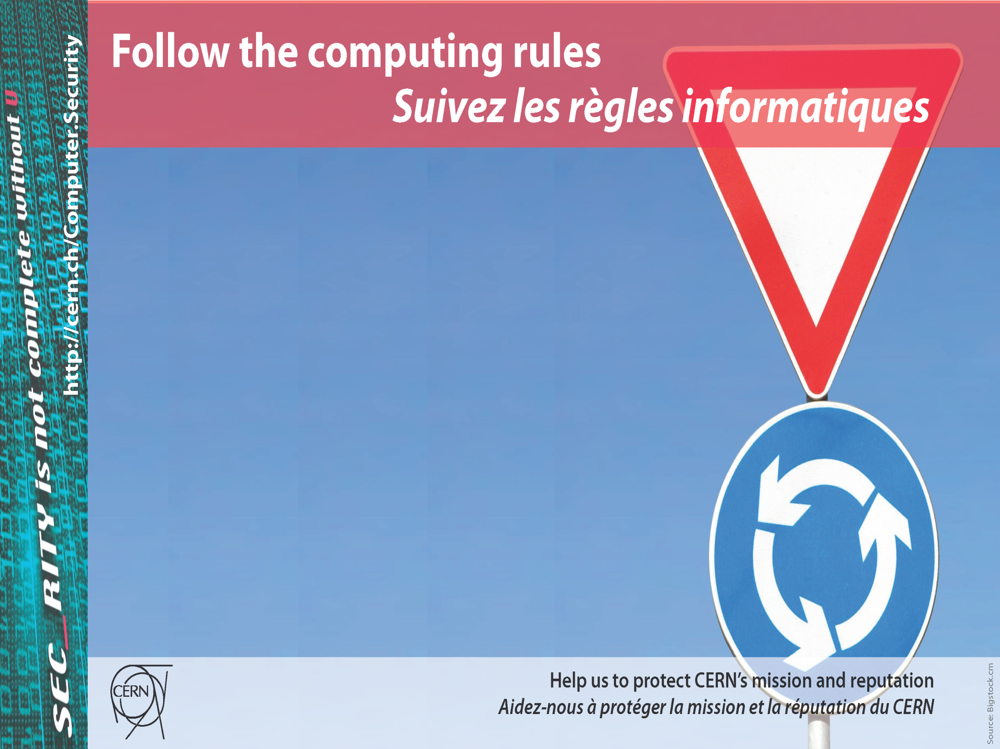 Follow the computing rules
Suivez les règles informatiques
SEC_RITY is not complete without U
http://cern.ch/Computer.Security
CERN
Help us to protect CERN’s mission and reputation
Aidez-nous à protéger la mission et la réputation du CERN
Source: Bigstock.cm